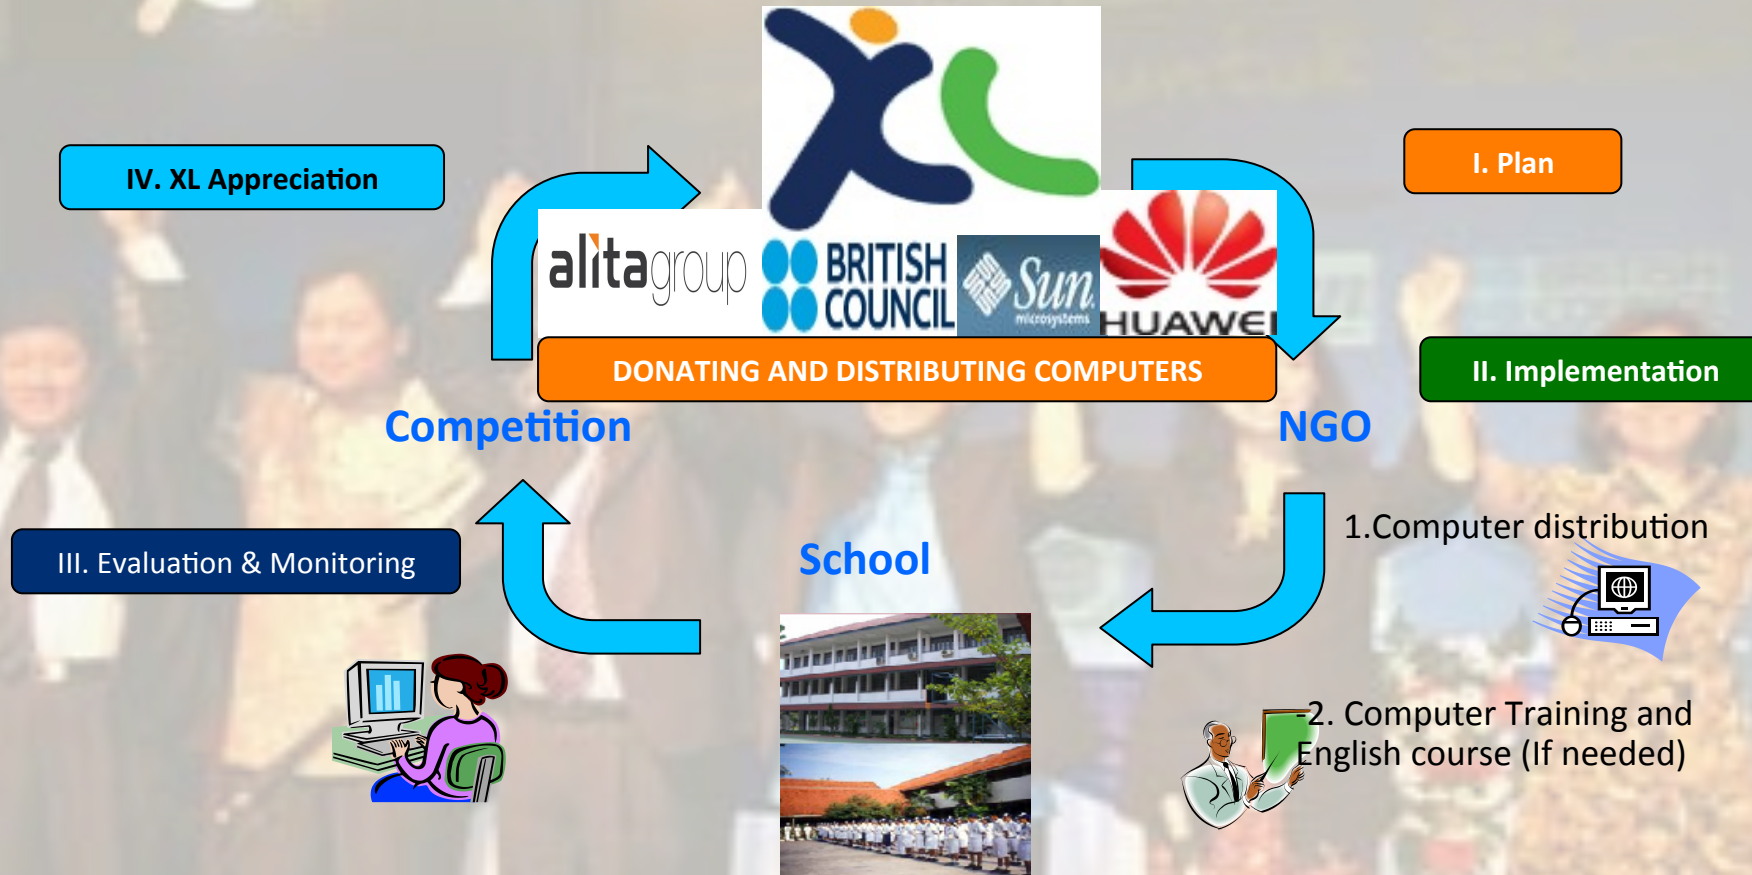 XL
IV. XL Appreciation
I. Plan
alitagroup
BRITISH
COUNCIL
Sun
microsystems
HUAWEI
DONATING AND DISTRIBUTING COMPUTERS
II. Implementation
Competition
NGO
1.Computer distribution
III. Evaluation & Monitoring
School
-2. Computer Training and
English course (If needed)